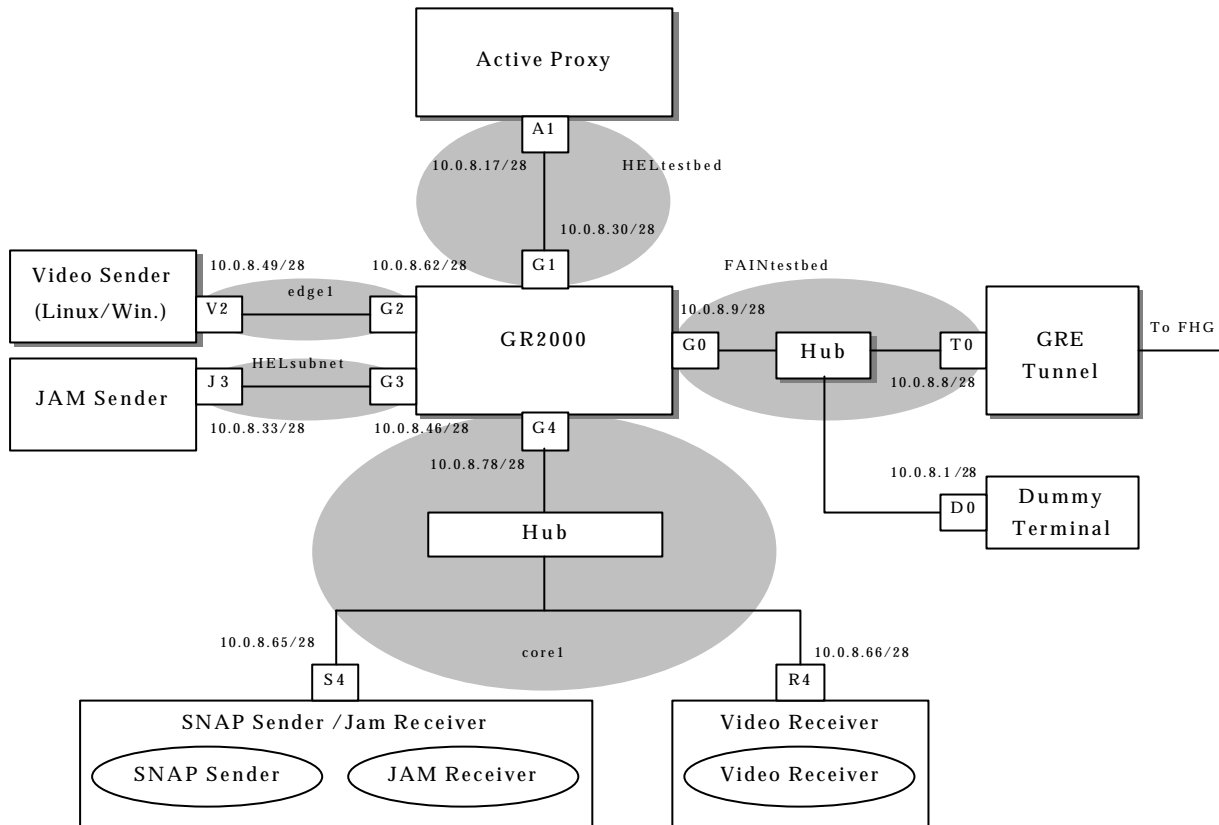 Active Proxy
A1
10.0.8.17/28
HELtestbed
10.0.8.30/28
G1
FAINtestbed
Video Sender
(Linux/Win.)
10.0.8.49/28
10.0.8.62/28
edge1
V2
G2
GR2000
10.0.8.9/28
G0
Hub
T0
10.0.8.8/28
GRE
Tunnel
To FHG
JAM Sender
HELsubnet
J3
G3
10.0.8.33/28
10.0.8.46/28
G4
10.0.8.78/28
Hub
10.0.8.1/28
D0
Dummy
Terminal
10.0.8.65/28
core1
10.0.8.66/28
S4
R4
SNAP Sender /Jam Receiver
SNAP Sender
JAM Receiver
Video Receiver
Video Receiver